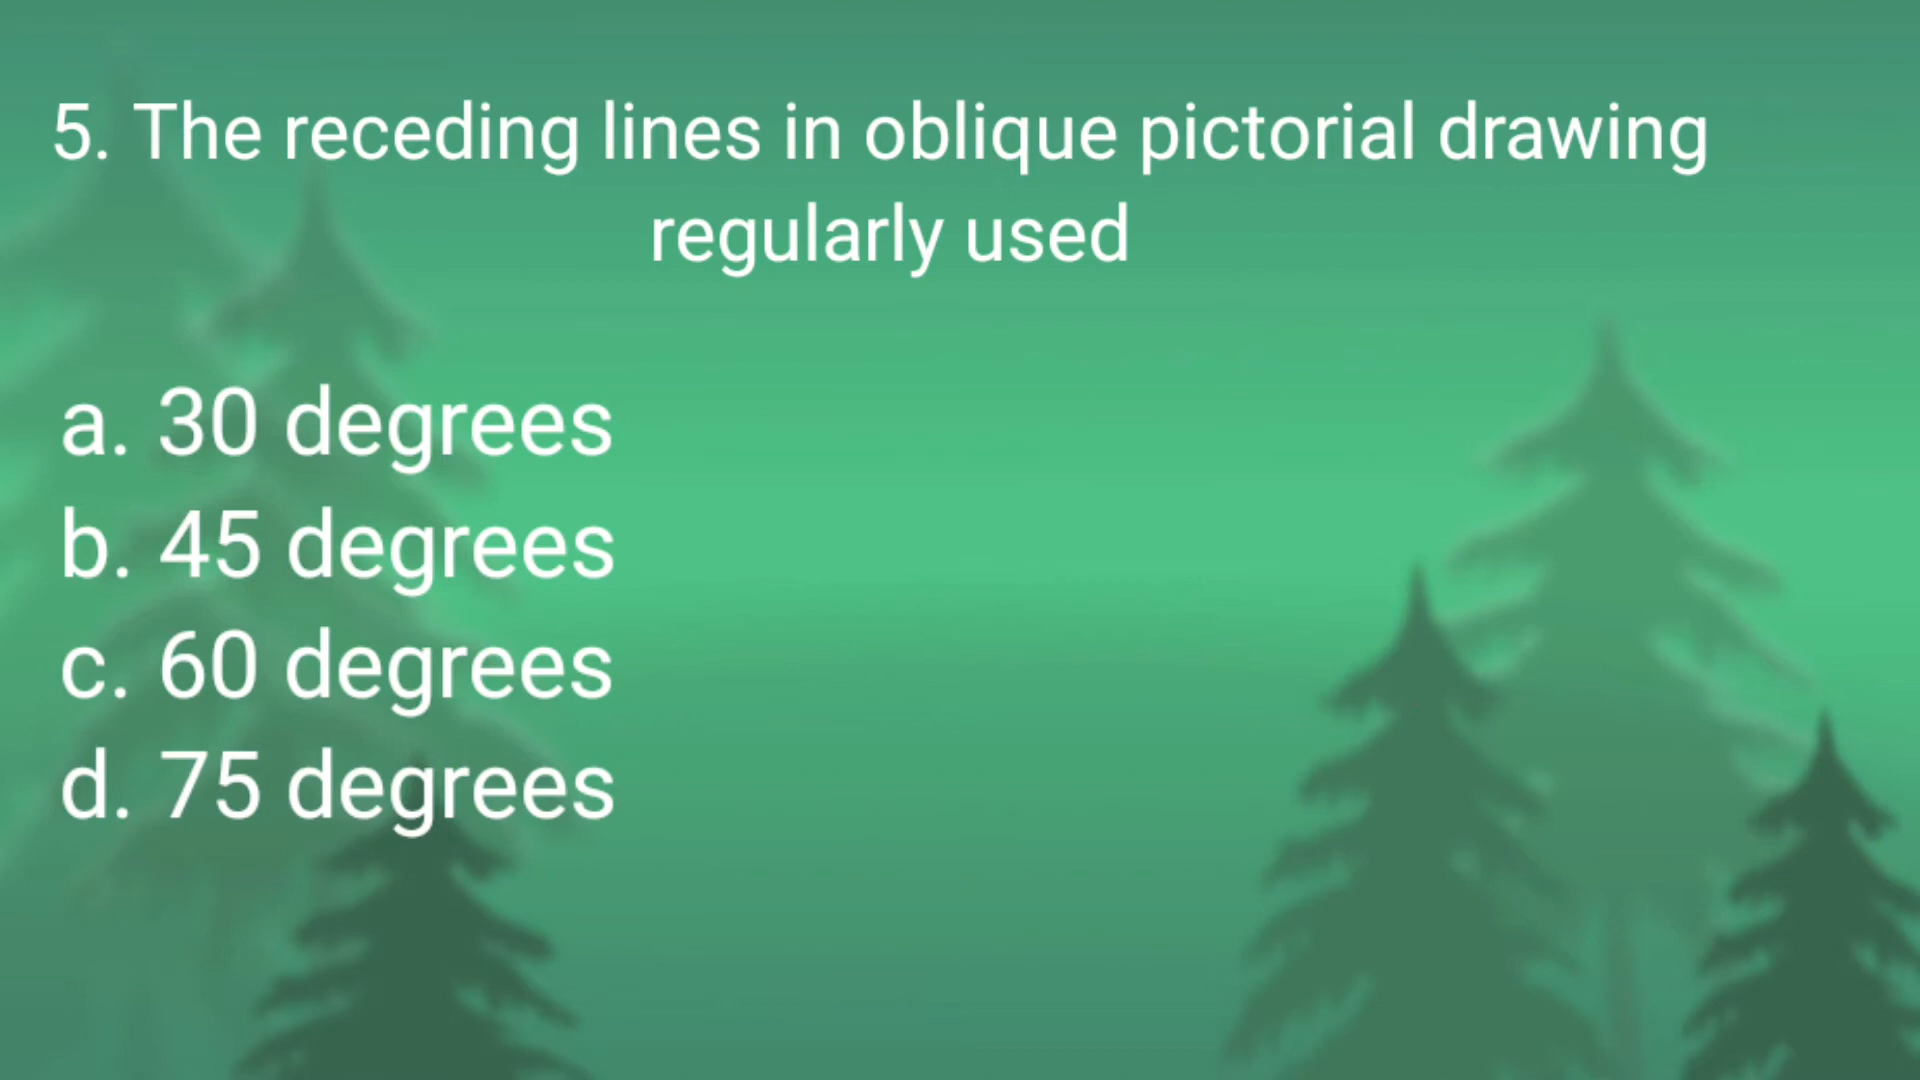 5. The receding lines in oblique pictorial drawing
regularly used
a. 30 degrees
b. 45 degrees
c. 60 degrees
d. 75 degrees